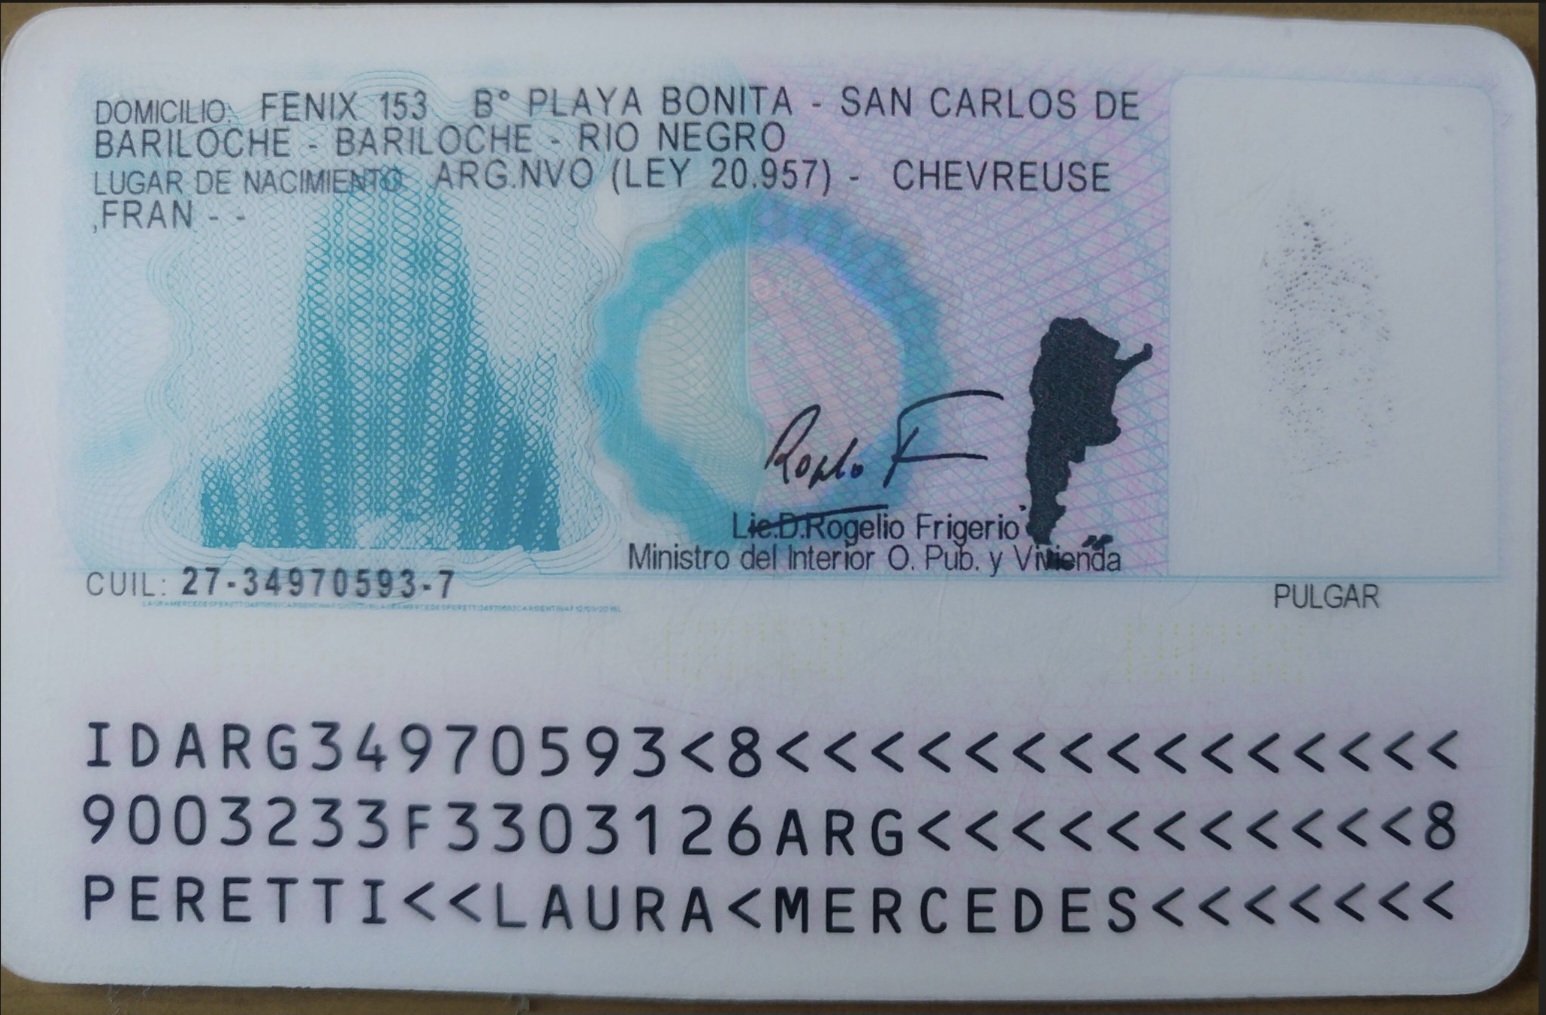 DOMICILIO: FENIX 153 B° PLAYA BONITA - SAN CARLOS DE
BARILOCHE - BARILOCHE - RIO NEGRO
LUGAR DE NACIMIENTO ARG.NVO (LEY 20.957) - CHEVREUSE
,FRAN - -
Lic.D.Rogelio Frigerio
Ministro del Interior O. Pub. y Vivienda
CUIL: 27-34970593-7
PULGAR
IDARG34970593<8<<<<<<<<<<<<<<<
9003233F3303126ARG<<<<<<<<<<<8
PERETTI<<LAURA<MERCEDES<<<<<<<